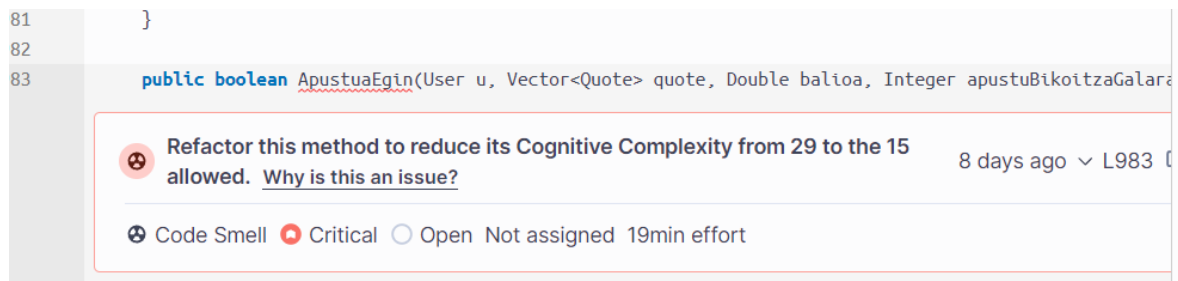 81 }
82
83 public boolean ApustuaEgin(User u, Vector<Quote> quote, Double balioa, Integer apustuBikoitzaGalara
Refactor this method to reduce its Cognitive Complexity from 29 to the 15 8 days ago L983
allowed. Why is this an issue?
Code Smell Critical Open Not assigned 19min effort